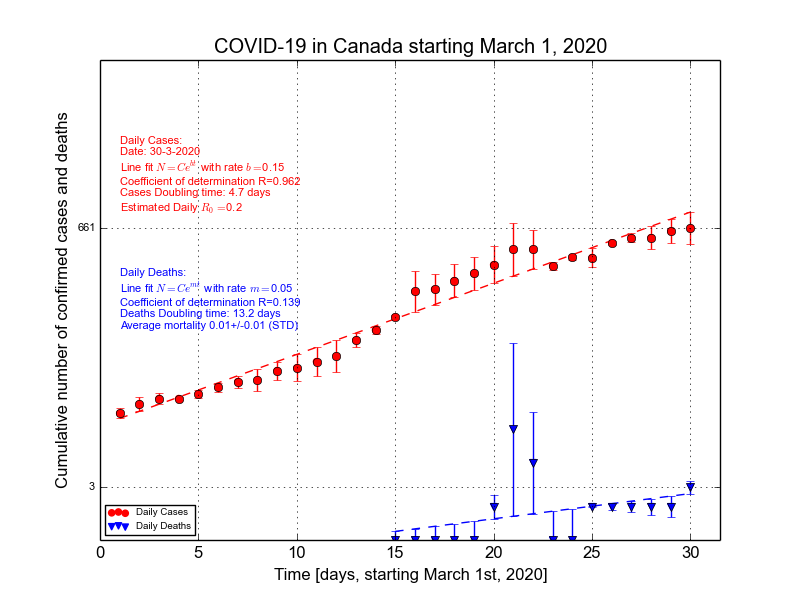 COVID-19 in Canada starting March 1, 2020
Cumulative number of confirmed cases and deaths
Daily Cases:
Date: 30-3-2020
Line fit N = Ce^{bt} with rate b =0.15
Coefficient of determination R=0.962
Cases Doubling time: 4.7 days
Estimated Daily R_0 =0.2
661
Daily Deaths:
Line fit N = Ce^{mt} with rate m =0.05
Coefficient of determination R=0.139
Deaths Doubling time: 13.2 days
Average mortality 0.01+/-0.01 (STD)
3
Daily Cases
Daily Deaths
0 5 10 15 20 25 30
Time [days, starting March 1st, 2020]